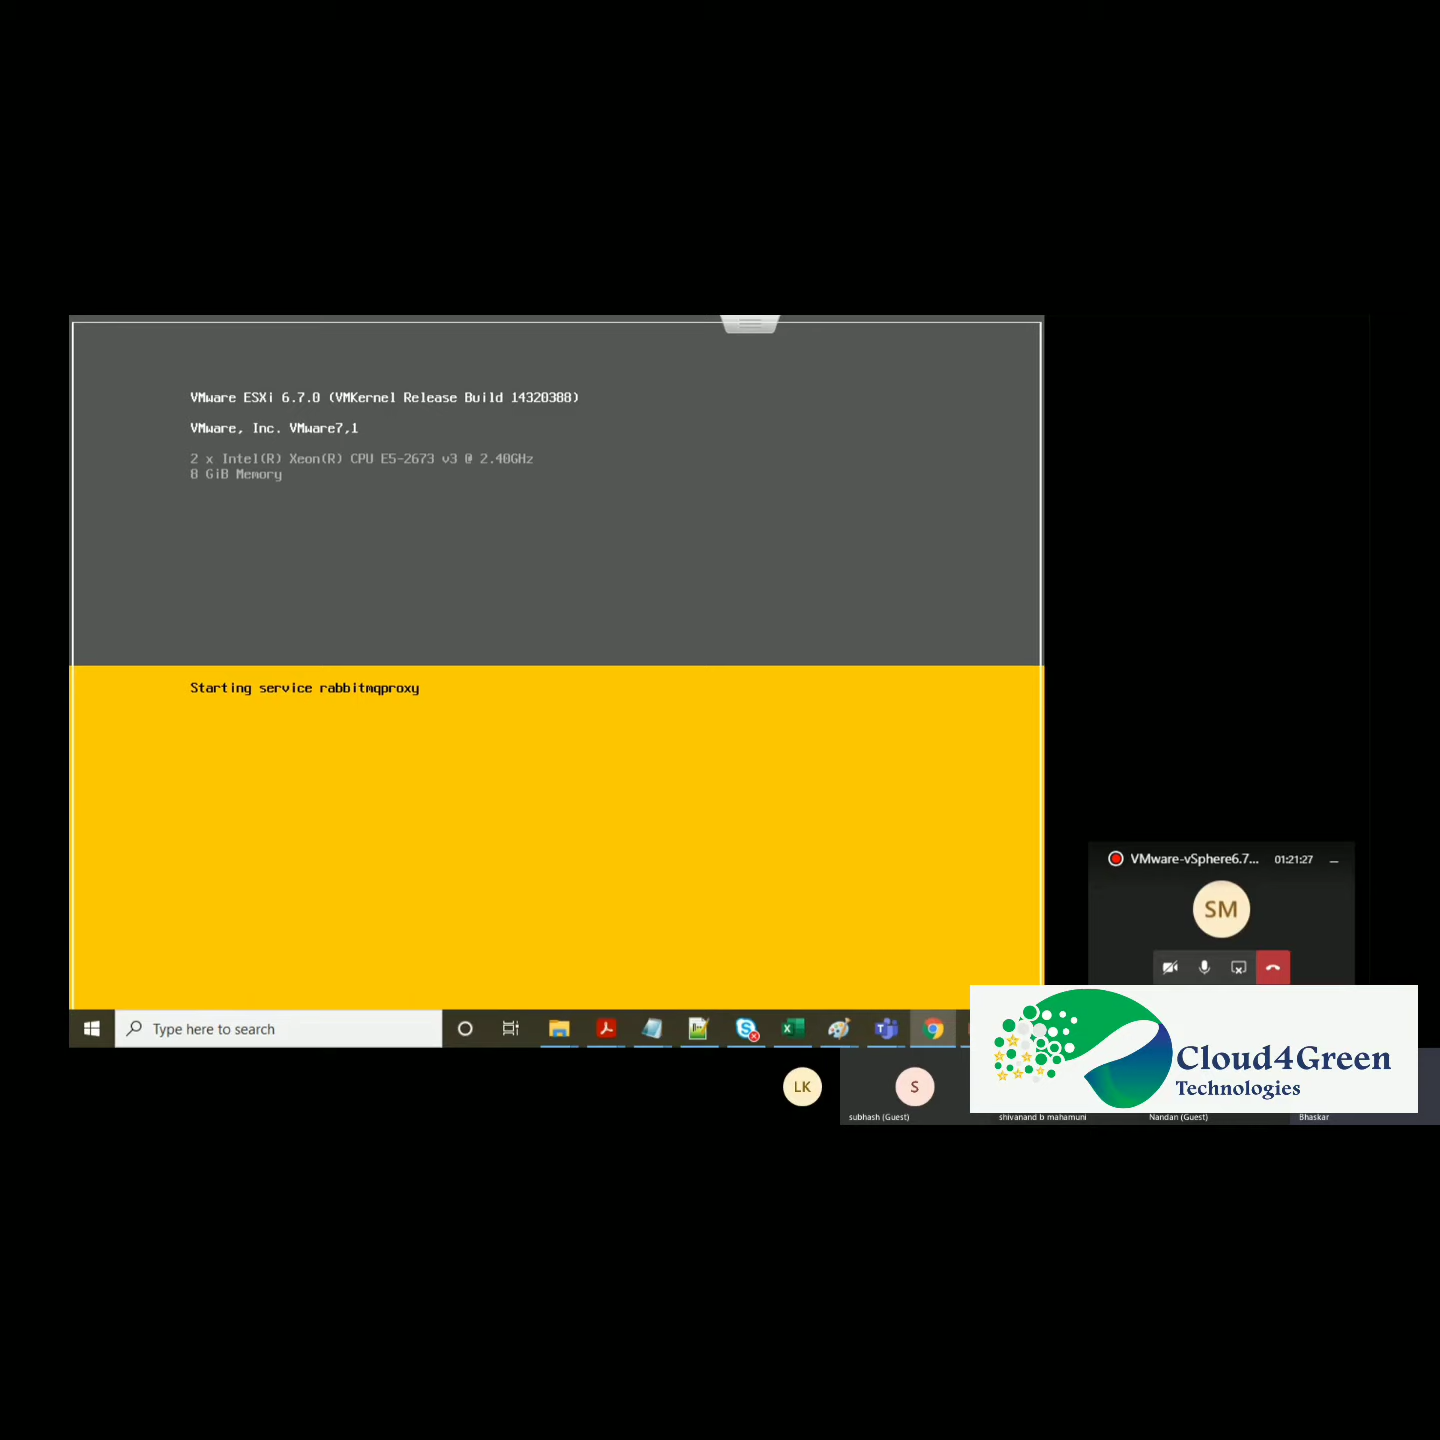 VMware ESXi 6.7.0 (VMKernel Release Build 14320388)
VMware, Inc. VMware7,1
2 x Intel(R) Xeon(R) CPU E5-2673 v3 @ 2.40GHz
8 GiB Memory
Starting service rabbitmqproxy
VMware-vSphere6.7... 01:21:27
SM
Type here to search
Cloud4Green
Technologies
LK
S
subhash (Guest)
shivanand b mahamuni
Nandan (Guest)
Bhaskar